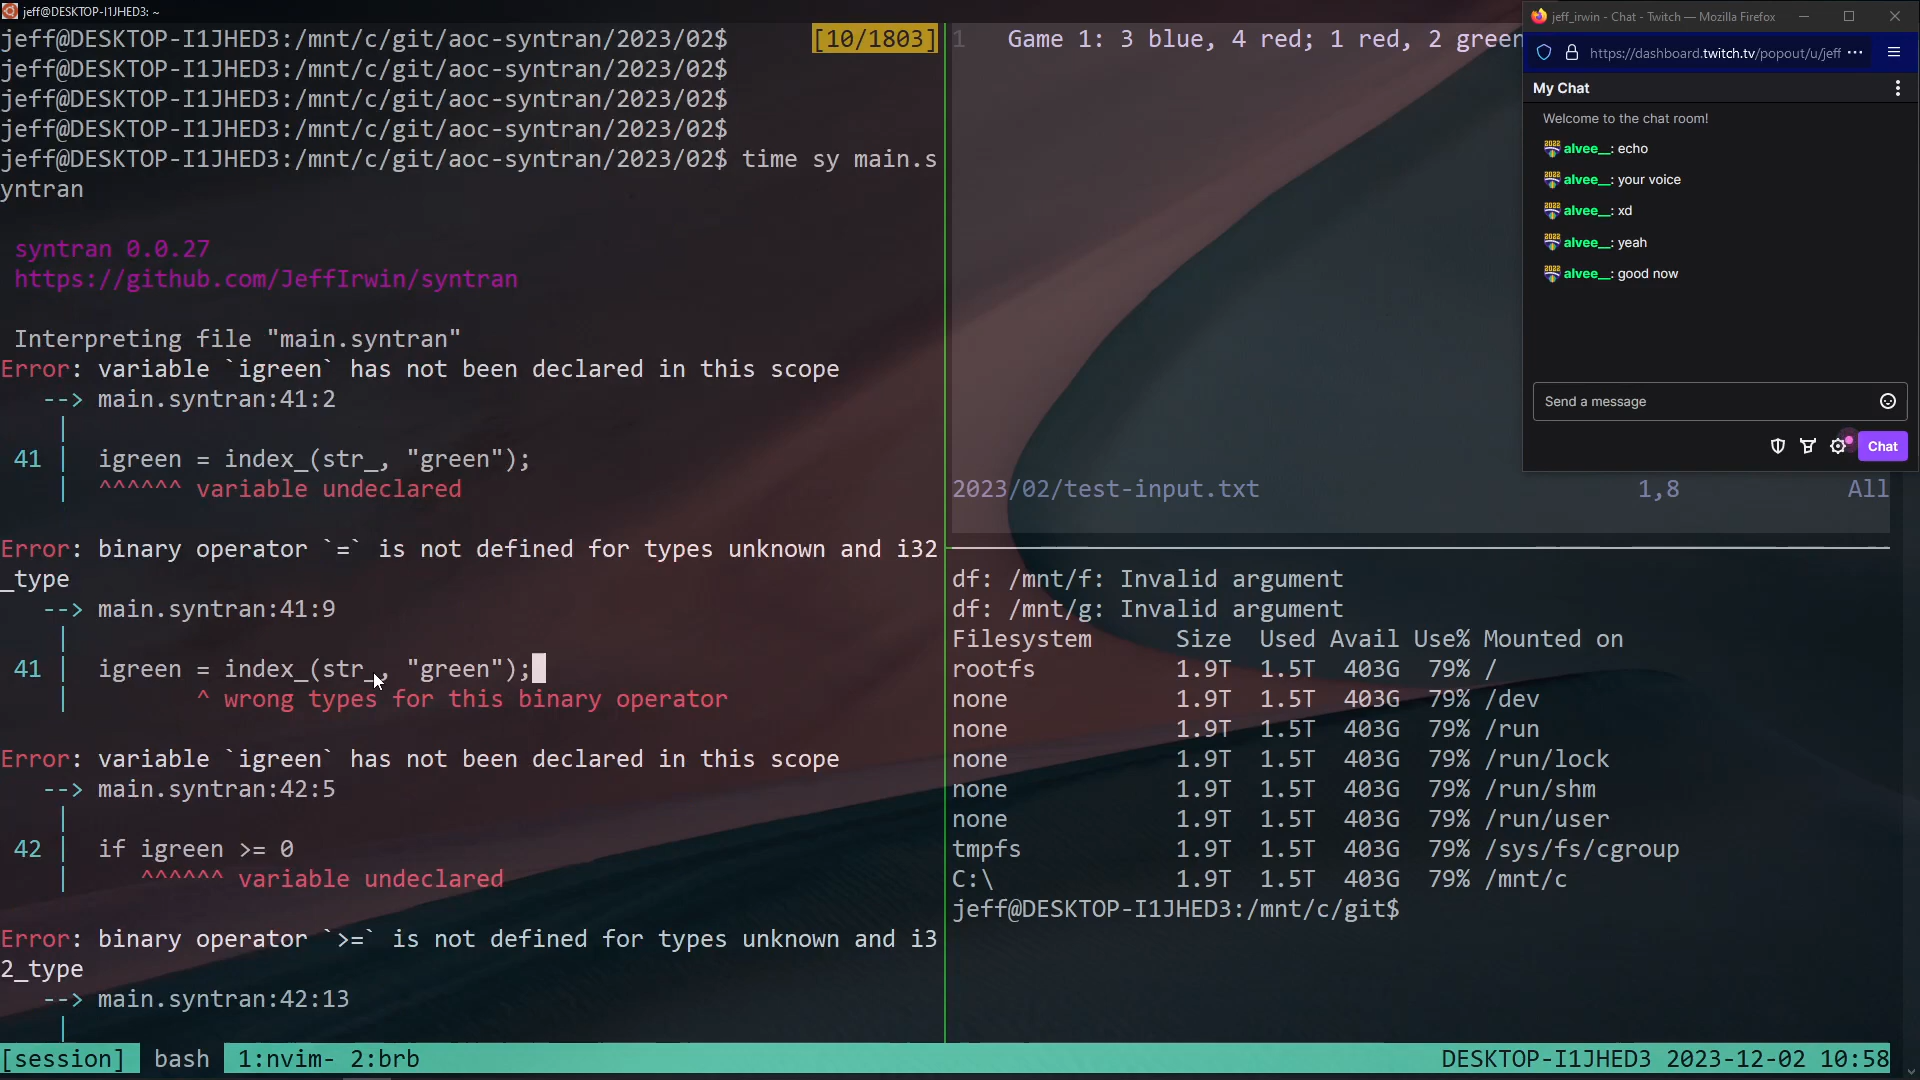 jeff@DESKTOP-I1JHED3: ~
jeff@DESKTOP-I1JHED3:/mnt/c/git/aoc-syntran/2023/02$ [10/1803]
jeff@DESKTOP-I1JHED3:/mnt/c/git/aoc-syntran/2023/02$
jeff@DESKTOP-I1JHED3:/mnt/c/git/aoc-syntran/2023/02$
jeff@DESKTOP-I1JHED3:/mnt/c/git/aoc-syntran/2023/02$
jeff@DESKTOP-I1JHED3:/mnt/c/git/aoc-syntran/2023/02$ time sy main.s
yntran
syntran 0.0.27
https://github.com/JeffIrwin/syntran
Interpreting file "main.syntran"
Error: variable `igreen` has not been declared in this scope
--> main.syntran:41:2
|
41 | igreen = index_(str_, "green");
| ^^^^^^ variable undeclared
Error: binary operator `=` is not defined for types unknown and i32
_type
--> main.syntran:41:9
|
41 | igreen = index_(str_, "green");
| ^ wrong types for this binary operator
Error: variable `igreen` has not been declared in this scope
--> main.syntran:42:5
|
42 | if igreen >= 0
| ^^^^^^ variable undeclared
Error: binary operator `>=` is not defined for types unknown and i3
2_type
--> main.syntran:42:13
|
1 Game 1: 3 blue, 4 red; 1 red, 2 green
2023/02/test-input.txt 1,8 All
df: /mnt/f: Invalid argument
df: /mnt/g: Invalid argument
Filesystem Size Used Avail Use% Mounted on
rootfs 1.9T 1.5T 403G 79% /
none 1.9T 1.5T 403G 79% /dev
none 1.9T 1.5T 403G 79% /run
none 1.9T 1.5T 403G 79% /run/lock
none 1.9T 1.5T 403G 79% /run/shm
none 1.9T 1.5T 403G 79% /run/user
tmpfs 1.9T 1.5T 403G 79% /sys/fs/cgroup
C:\ 1.9T 1.5T 403G 79% /mnt/c
jeff@DESKTOP-I1JHED3:/mnt/c/git$
jeff_irwin - Chat - Twitch — Mozilla Firefox
https://dashboard.twitch.tv/popout/u/jeff
My Chat
Welcome to the chat room!
alvee__: echo
alvee__: your voice
alvee__: xd
alvee__: yeah
alvee__: good now
Send a message
Chat
[session] bash 1:nvim- 2:brb DESKTOP-I1JHED3 2023-12-02 10:58